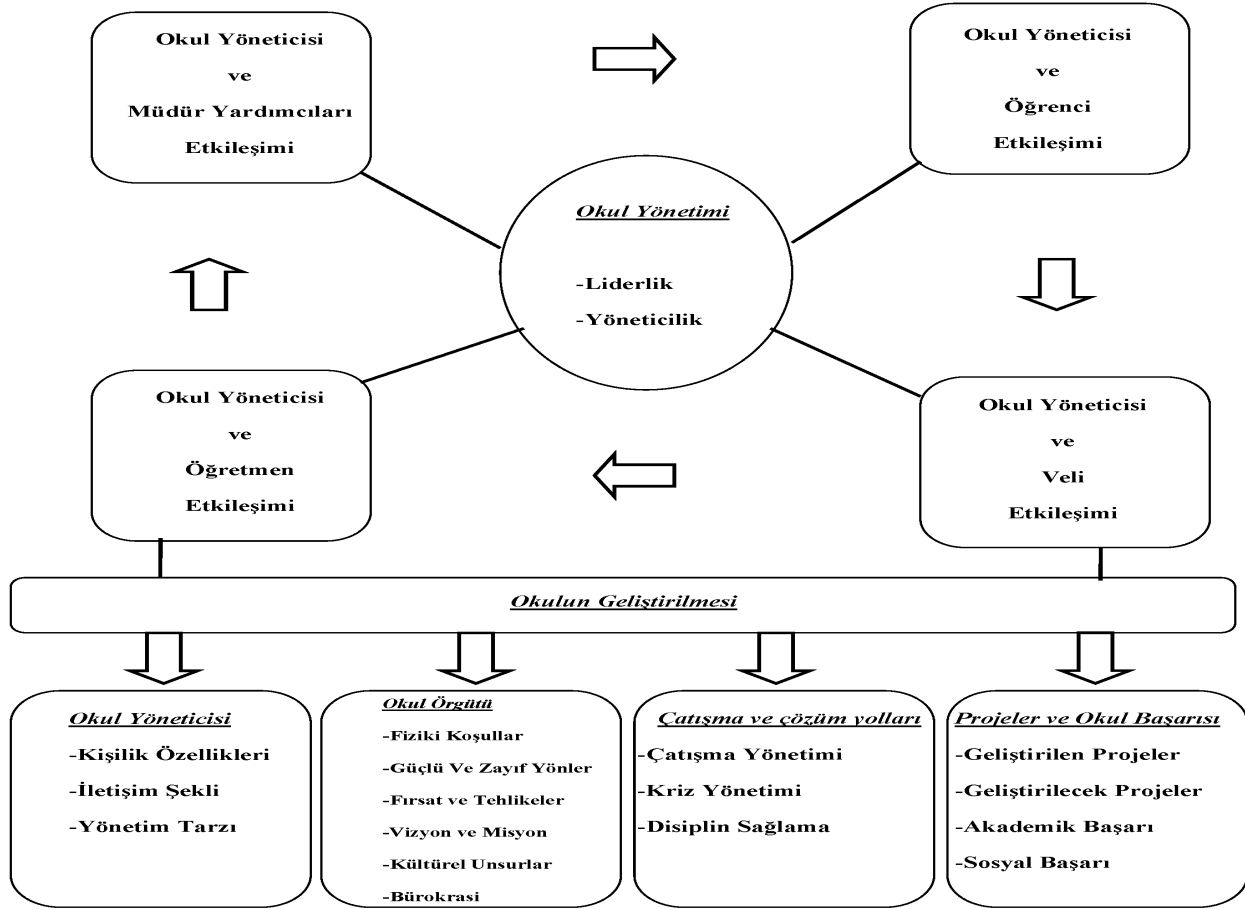 Okul Yöneticisi
ve
Müdür Yardımcıları
Etkileşimi
Okul Yöneticisi
ve
Öğrenci
Etkileşimi
Okul Yönetimi
-Liderlik
-Yöneticilik
Okul Yöneticisi
ve
Öğretmen
Etkileşimi
Okul Yöneticisi
ve
Veli
Etkileşimi
Okulun Geliştirilmesi
Okul Yöneticisi
-Kişilik Özellikleri
-İletişim Şekli
-Yönetim Tarzı
Okul Örgütü
-Fiziki Koşullar
-Güçlü Ve Zayıf Yönler
-Fırsat ve Tehlikeler
-Vizyon ve Misyon
-Kültürel Unsurlar
-Bürokrasi
Çatışma ve çözüm yolları
-Çatışma Yönetimi
-Kriz Yönetimi
-Disiplin Sağlama
Projeler ve Okul Başarısı
-Geliştirilen Projeler
-Geliştirilecek Projeler
-Akademik Başarı
-Sosyal Başarı